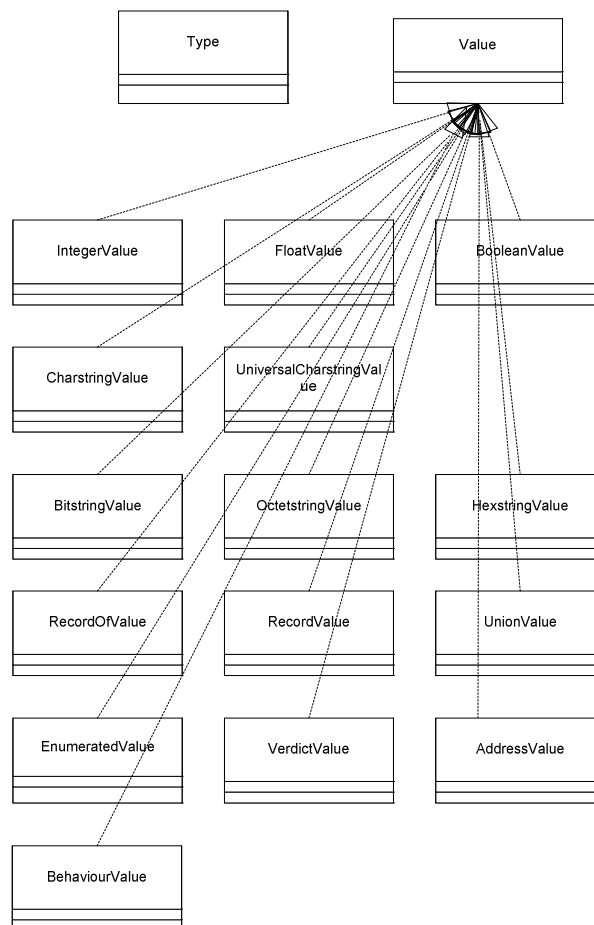 Type
Value
IntegerValue
FloatValue
BooleanValue
CharstringValue
UniversalCharstringVal
ue
BitstringValue
OctetstringValue
HexstringValue
RecordOfValue
RecordValue
UnionValue
EnumeratedValue
VerdictValue
AddressValue
BehaviourValue